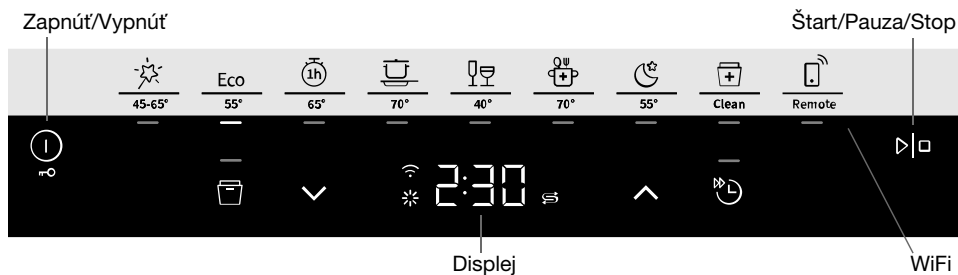 Zapnúť/Vypnúť Štart/Pauza/Stop
Eco 1h
45-65° 55° 65° 70° 40° 70° 55° Clean Remote
2:30
Displej WiFi